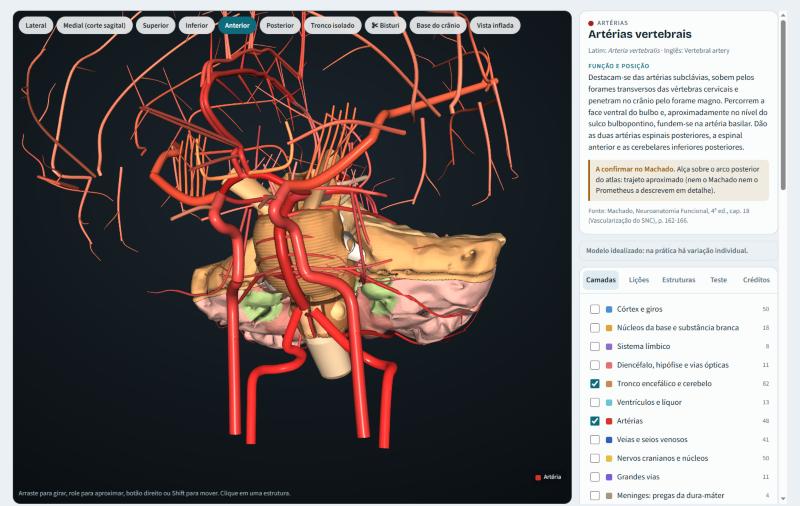 Lateral
Medial (corte sagital)
Superior
Inferior
Anterior
Posterior
Tronco isolado
Bisturi
Base do crânio
Vista inflada
ARTÉRIAS
Artérias vertebrais
Latim: Arteria vertebralis · Inglês: Vertebral artery
FUNÇÃO E POSIÇÃO
Destacam-se das artérias subclávias, sobem pelos
forames transversos das vértebras cervicais e
penetram no crânio pelo forame magno. Percorrem a
face ventral do bulbo e, aproximadamente no nível do
sulco bulbopontino, fundem-se na artéria basilar. Dão
as duas artérias espinais posteriores, a espinal
anterior e as cerebelares inferiores posteriores.
A confirmar no Machado. Alça sobre o arco posterior
do atlas: trajeto aproximado (nem o Machado nem o
Prometheus a descrevem em detalhe).
Fonte: Machado, Neuroanatomia Funcional, 4ª ed., cap. 18
(Vascularização do SNC), p. 162-166.
Modelo idealizado: na prática há variação individual.
Camadas
Lições
Estruturas
Teste
Créditos
Córtex e giros 50
Núcleos da base e substância branca 18
Sistema límbico 8
Diencéfalo, hipófise e vias ópticas 11
Tronco encefálico e cerebelo 62
Ventrículos e líquor 13
Artérias 48
Veias e seios venosos 41
Nervos cranianos e núcleos 50
Grandes vias 11
Meninges: pregas da dura-máter 4
Artéria
Arraste para girar, role para aproximar, botão direito ou Shift para mover. Clique em uma estrutura.